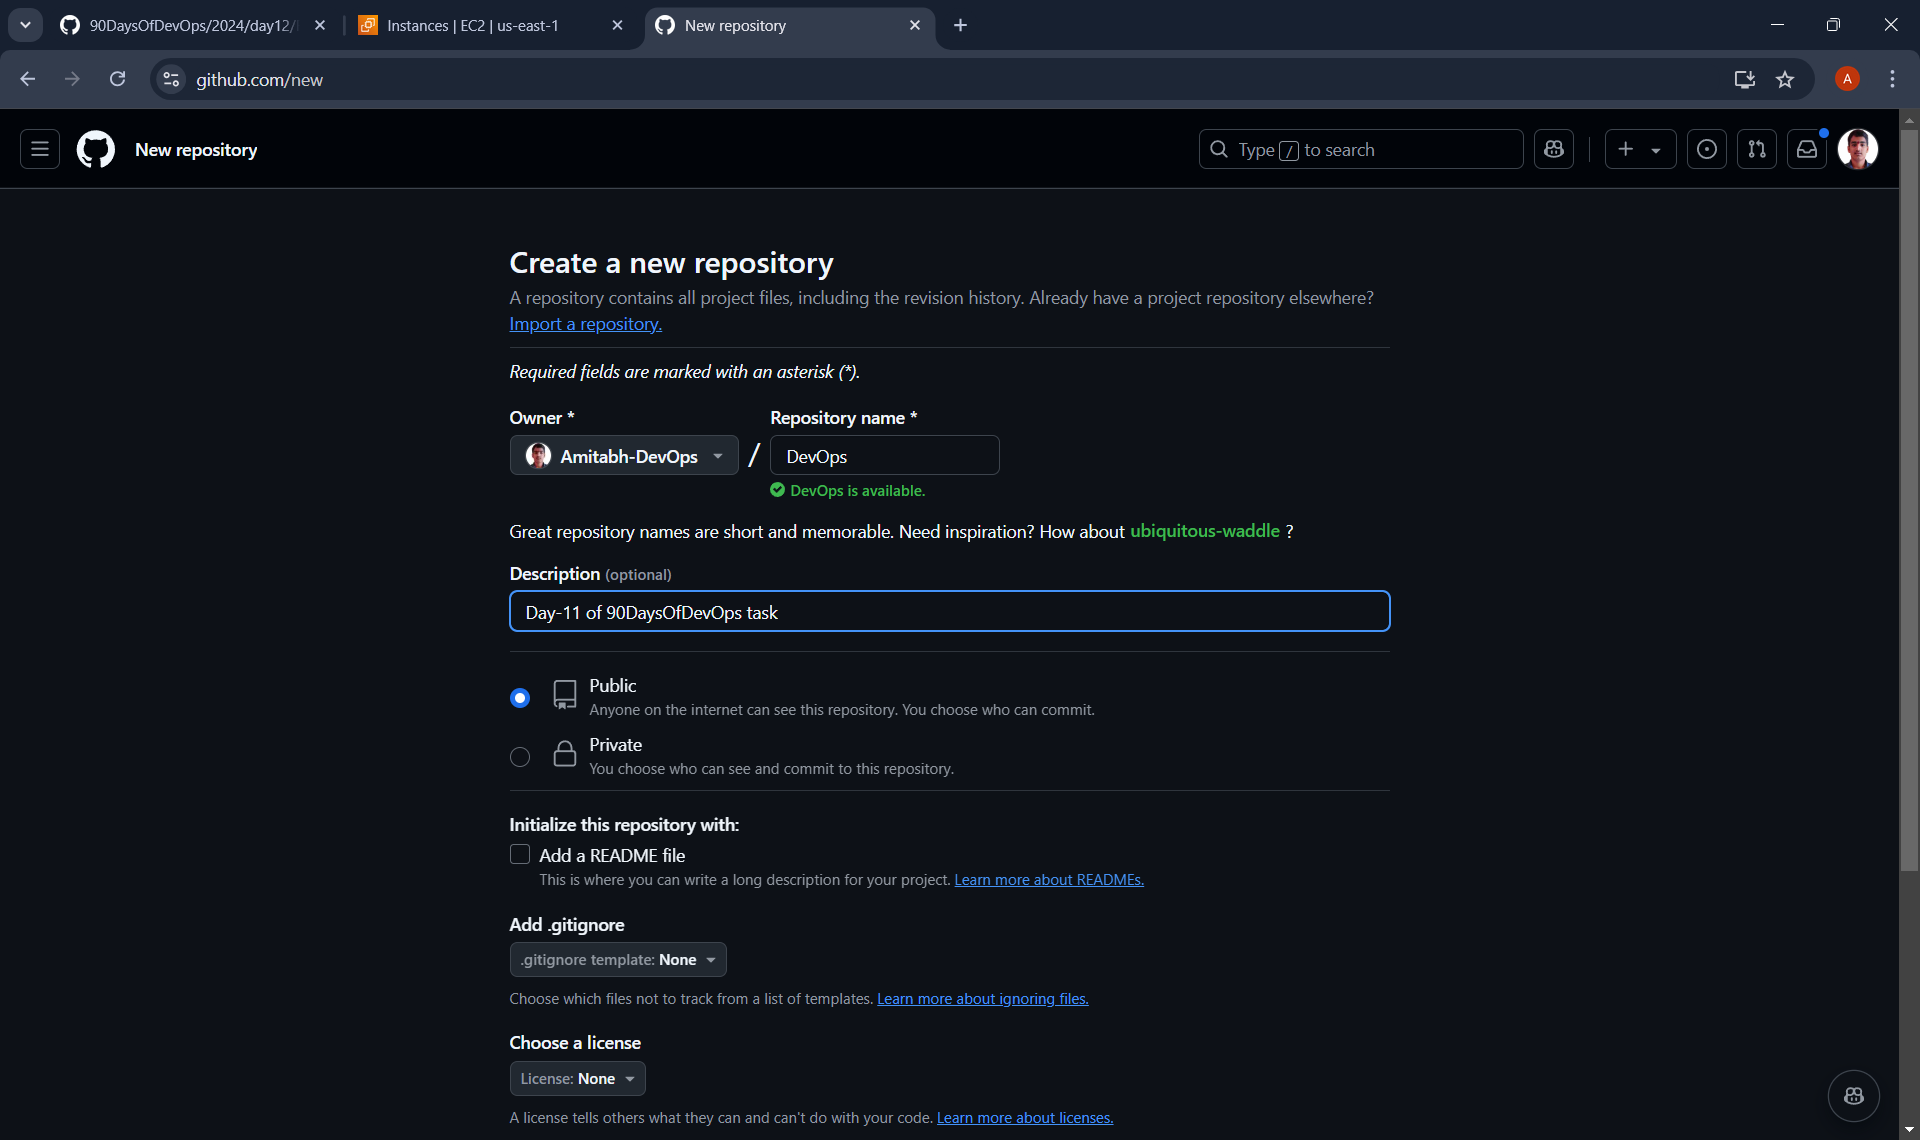 90DaysOfDevOps/2024/day12/
Instances | EC2 | us-east-1
New repository
github.com/new
A
New repository
Type / to search
Create a new repository
A repository contains all project files, including the revision history. Already have a project repository elsewhere?
Import a repository.
Required fields are marked with an asterisk (*).
Owner *
Repository name *
Amitabh-DevOps
/
DevOps
DevOps is available.
Great repository names are short and memorable. Need inspiration? How about ubiquitous-waddle ?
Description (optional)
Day-11 of 90DaysOfDevOps task
Public
Anyone on the internet can see this repository. You choose who can commit.
Private
You choose who can see and commit to this repository.
Initialize this repository with:
Add a README file
This is where you can write a long description for your project. Learn more about READMEs.
Add .gitignore
.gitignore template: None
Choose which files not to track from a list of templates. Learn more about ignoring files.
Choose a license
License: None
A license tells others what they can and can't do with your code. Learn more about licenses.